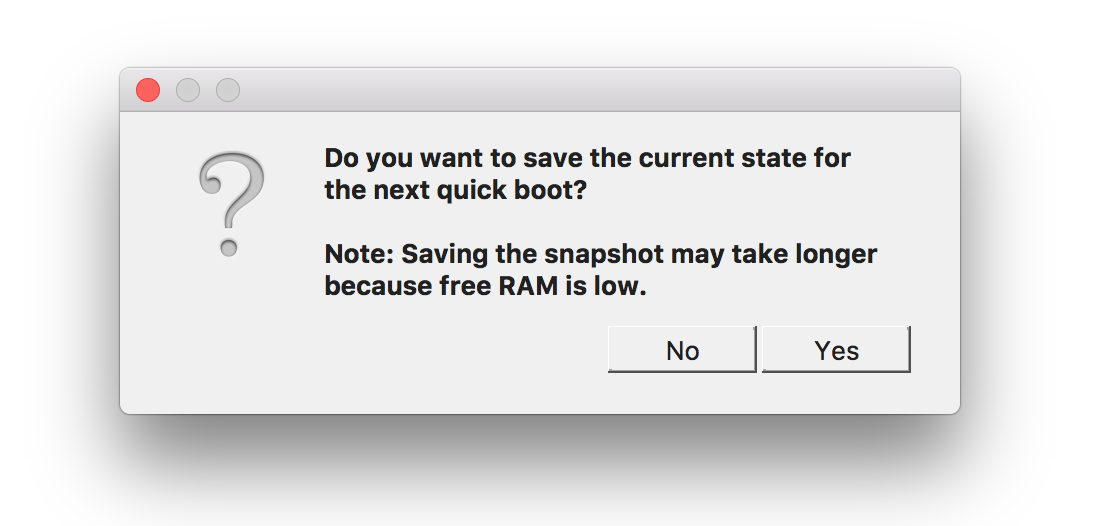 Do you want to save the current state for
the next quick boot?
Note: Saving the snapshot may take longer
because free RAM is low.
No
Yes